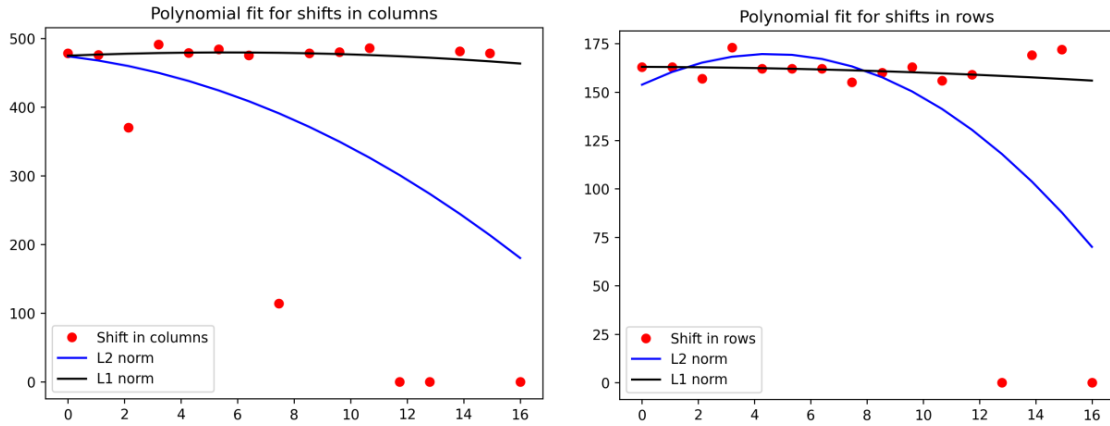 Polynomial fit for shifts in columns
500
400
300
200
100
0
Shift in columns
L2 norm
L1 norm
0 2 4 6 8 10 12 14 16
Polynomial fit for shifts in rows
175
150
125
100
75
50
25
0
Shift in rows
L2 norm
L1 norm
0 2 4 6 8 10 12 14 16